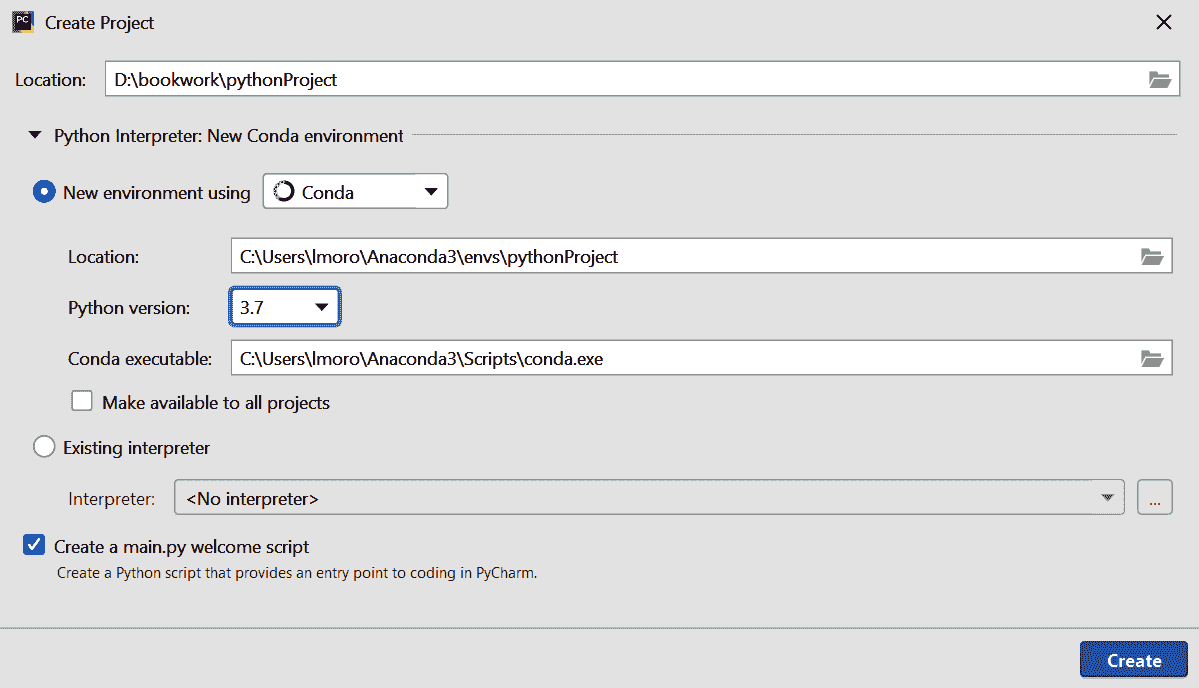 PC Create Project
Location: D:\bookwork\pythonProject
Python Interpreter: New Conda environment
New environment using Conda
Location: C:\Users\lmoro\Anaconda3\envs\pythonProject
Python version: 3.7
Conda executable: C:\Users\lmoro\Anaconda3\Scripts\conda.exe
Make available to all projects
Existing interpreter
Interpreter: <No interpreter> ...
Create a main.py welcome script
Create a Python script that provides an entry point to coding in PyCharm.
Create